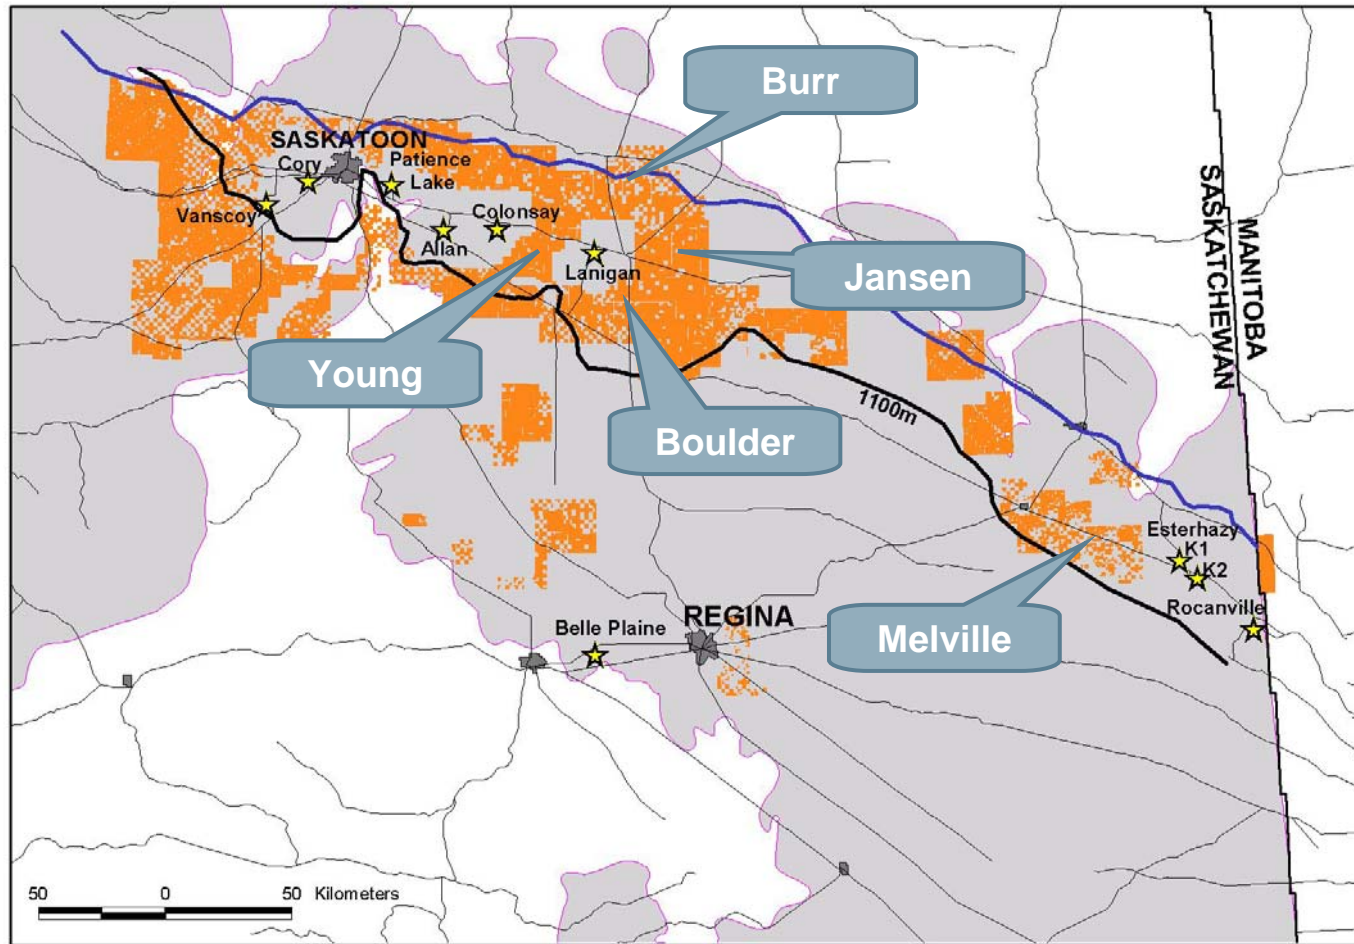 Burr
SASKATOON
Cory
Patience
Lake
Vanscoy
Colonsay
Allan
Lanigan
Jansen
SASKATCHEWAN
MANITOBA
Young
1100m
Boulder
Esterhazy
K1
K2
Rocanville
Belle Plaine
REGINA
Melville
50 0 50 Kilometers